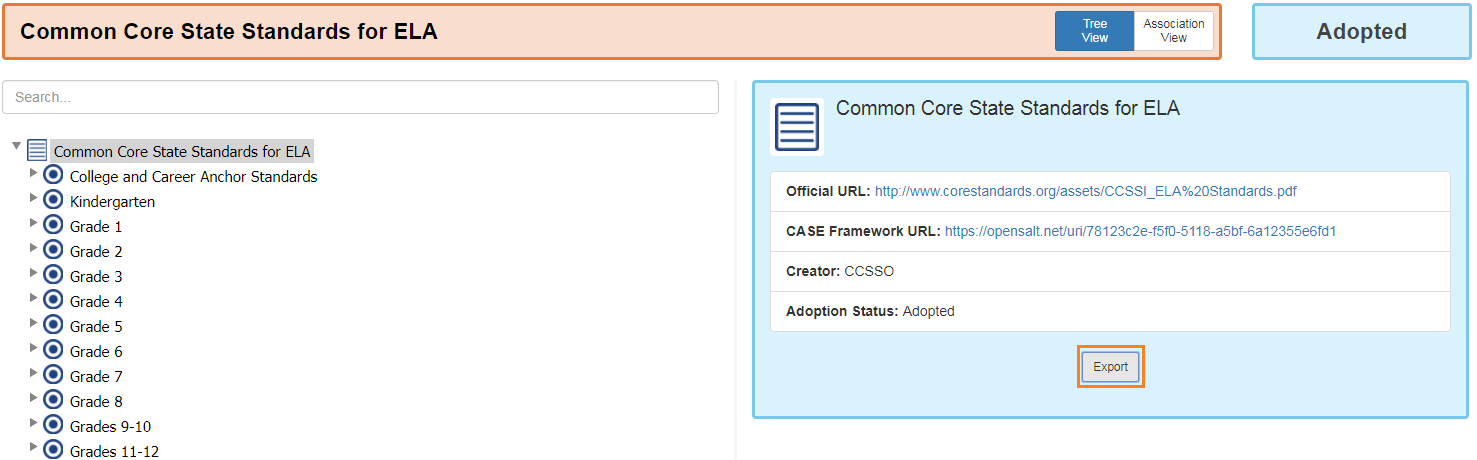 Common Core State Standards for ELA
Tree
View
Association
View
Adopted
Search...
Common Core State Standards for ELA
College and Career Anchor Standards
Kindergarten
Grade 1
Grade 2
Grade 3
Grade 4
Grade 5
Grade 6
Grade 7
Grade 8
Grades 9-10
Grades 11-12
Common Core State Standards for ELA
Official URL: http://www.corestandards.org/assets/CCSSI_ELA%20Standards.pdf
CASE Framework URL: https://opensalt.net/uri/78123c2e-f5f0-5118-a5bf-6a12355e6fd1
Creator: CCSSO
Adoption Status: Adopted
Export